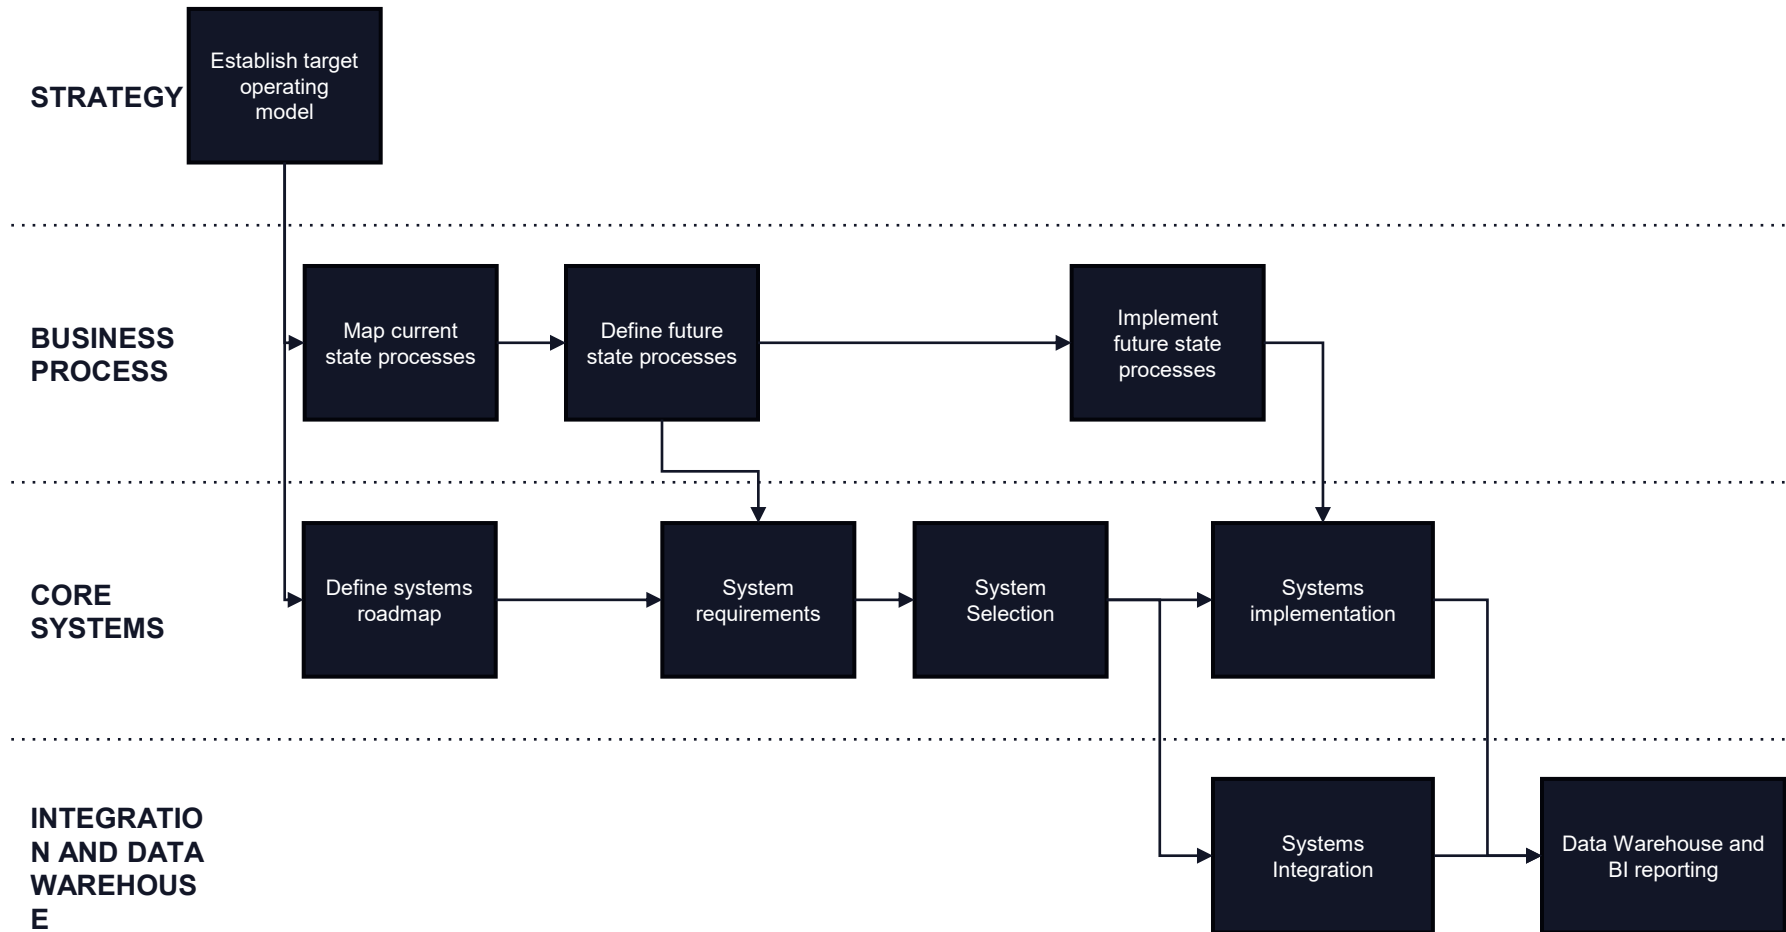 STRATEGY
Establish target
operating
model
BUSINESS
PROCESS
Map current
state processes
Define future
state processes
Implement
future state
processes
CORE
SYSTEMS
Define systems
roadmap
System
requirements
System
Selection
Systems
implementation
INTEGRATIO
N AND DATA
WAREHOUS
E
Systems
Integration
Data Warehouse and
BI reporting